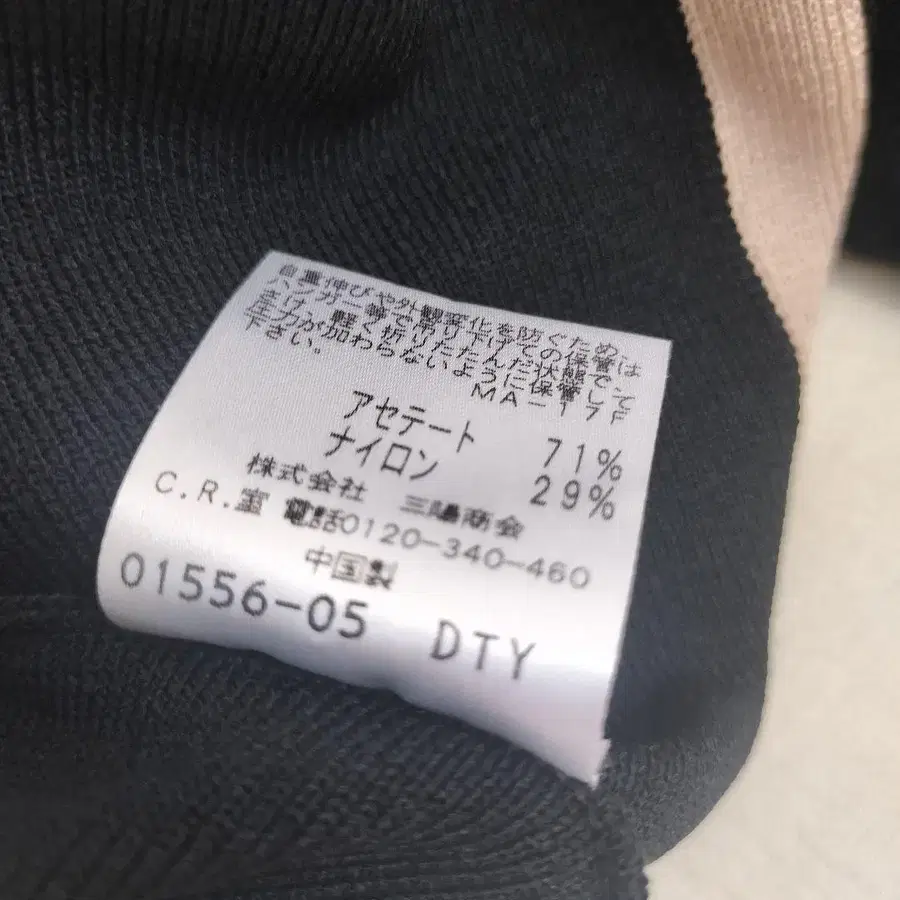 自重伸びや外観変化を防ぐため
ハンガー等で吊り下げての保管は
さけ、軽く折りたたんだ状態で、
圧力が加わらないように保管して
下さい。
MA-17F
アセテート 71%
ナイロン 29%
株式会社 三陽商会
C.R.室 電話0120-340-460
中国製
01556-05 DTY